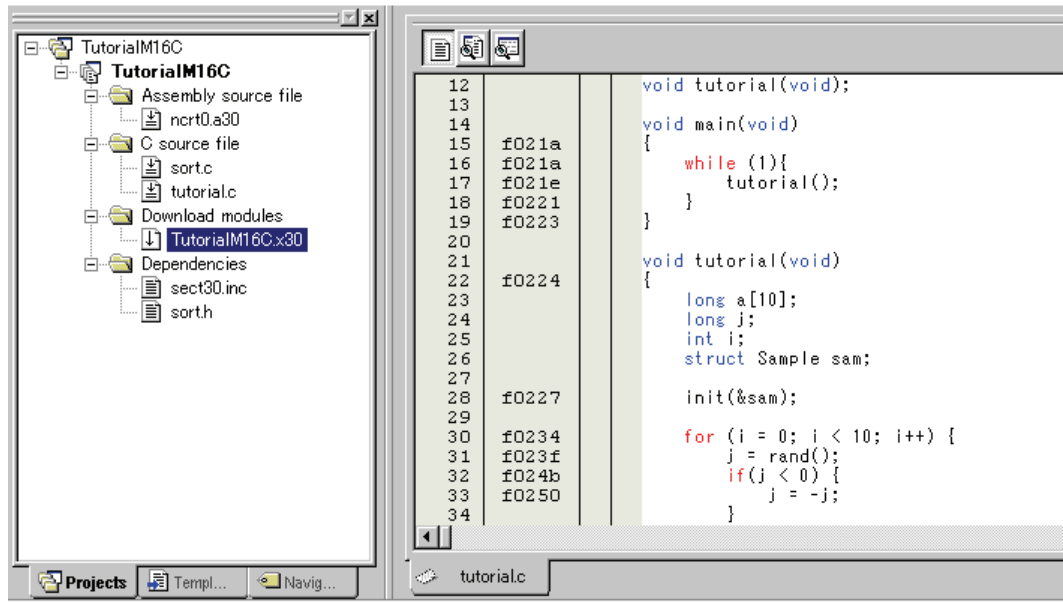 TutorialM16C
TutorialM16C
Assembly source file
ncrt0.a30
C source file
sort.c
tutorial.c
Download modules
TutorialM16C.x30
Dependencies
sect30.inc
sort.h
Projects Templ... Navig...
12 void tutorial(void);
13
14 void main(void)
15 f021a {
16 f021a while (1){
17 f021e tutorial();
18 f0221 }
19 f0223 }
20
21 void tutorial(void)
22 f0224 {
23 long a[10];
24 long j;
25 int i;
26 struct Sample sam;
27
28 f0227 init(&sam);
29
30 f0234 for (i = 0; i < 10; i++) {
31 f023f j = rand();
32 f024b if(j < 0) {
33 f0250 j = -j;
34 }
tutorial.c